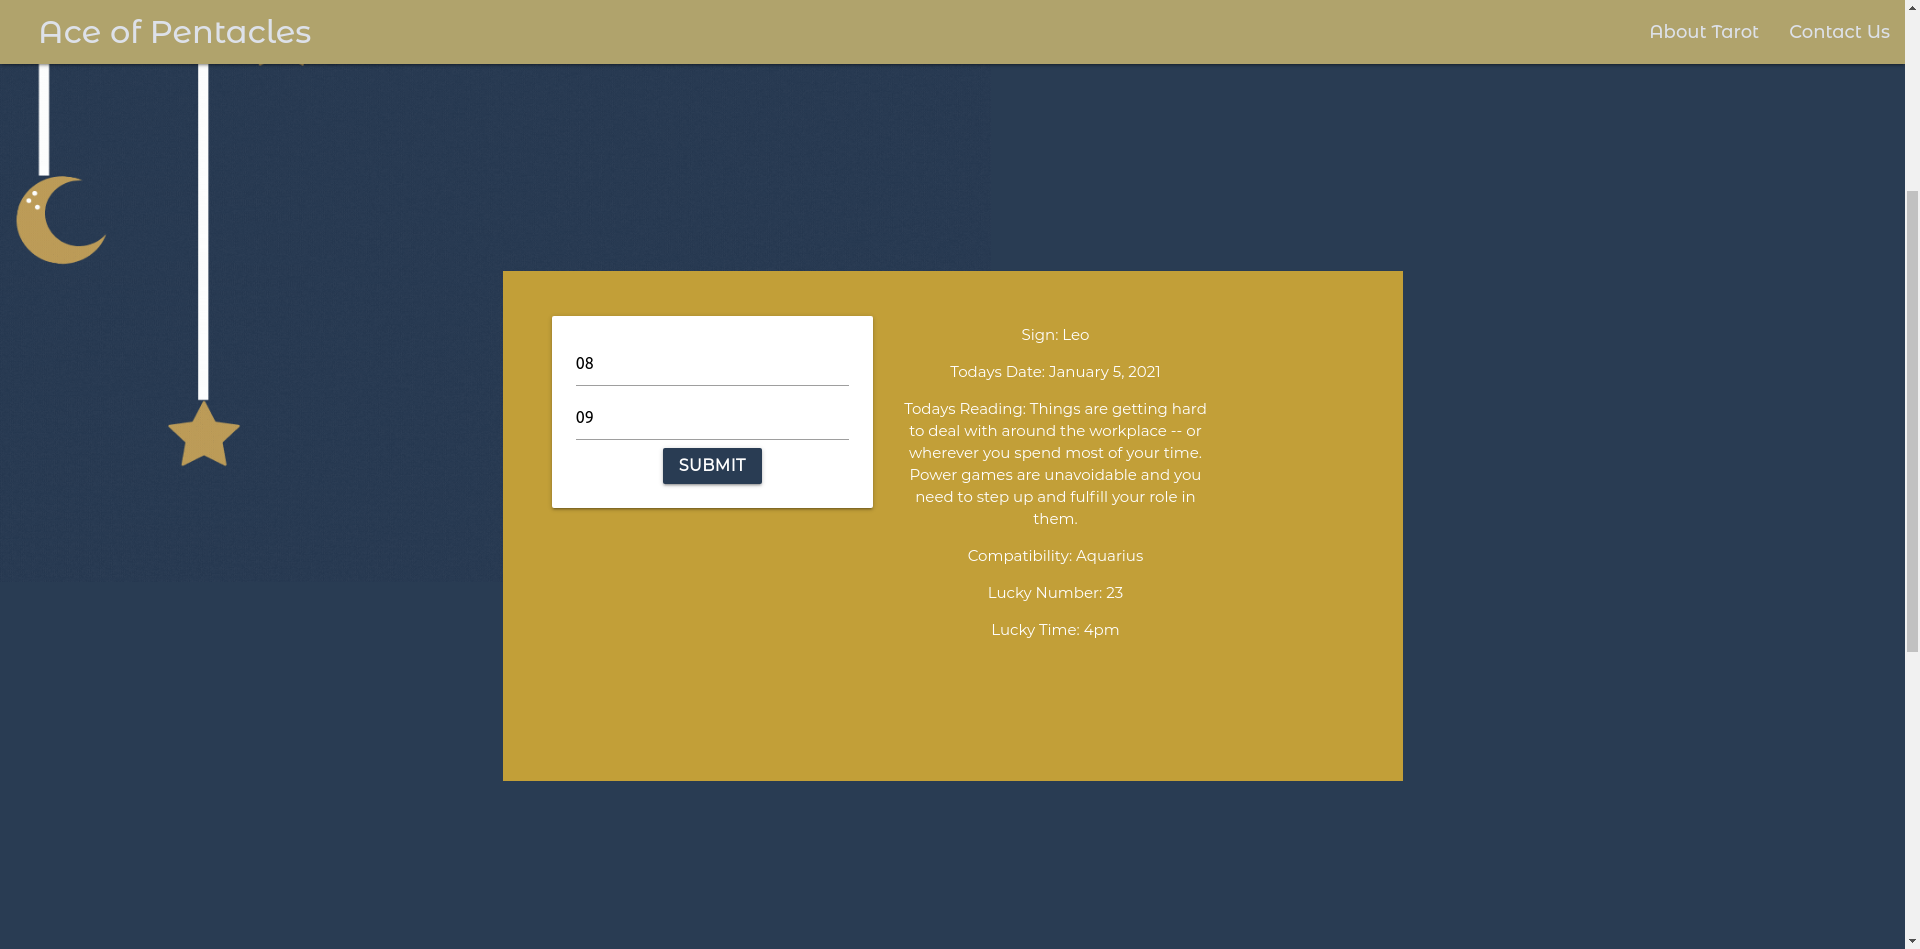 Ace of Pentacles
About Tarot
Contact Us
08
09
SUBMIT
Sign: Leo
Todays Date: January 5, 2021
Todays Reading: Things are getting hard
to deal with around the workplace -- or
wherever you spend most of your time.
Power games are unavoidable and you
need to step up and fulfill your role in
them.
Compatibility: Aquarius
Lucky Number: 23
Lucky Time: 4pm